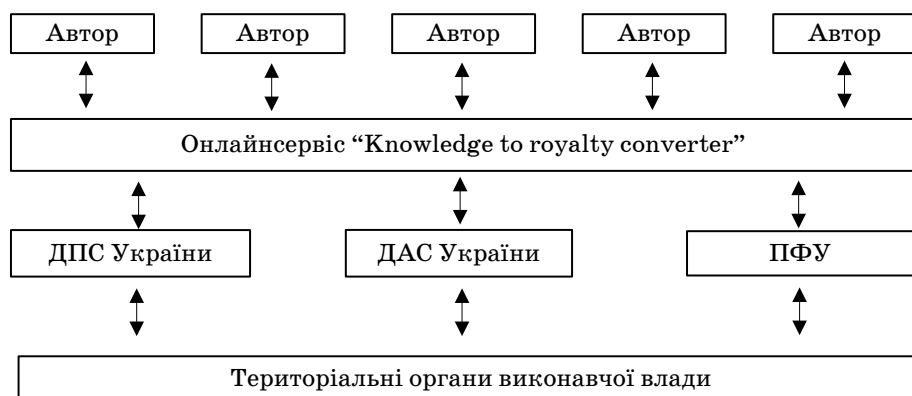 Автор Автор Автор Автор Автор
Онлайнсервіс “Knowledge to royalty converter”
ДПС України ДАС України ПФУ
Територіальні органи виконавчої влади